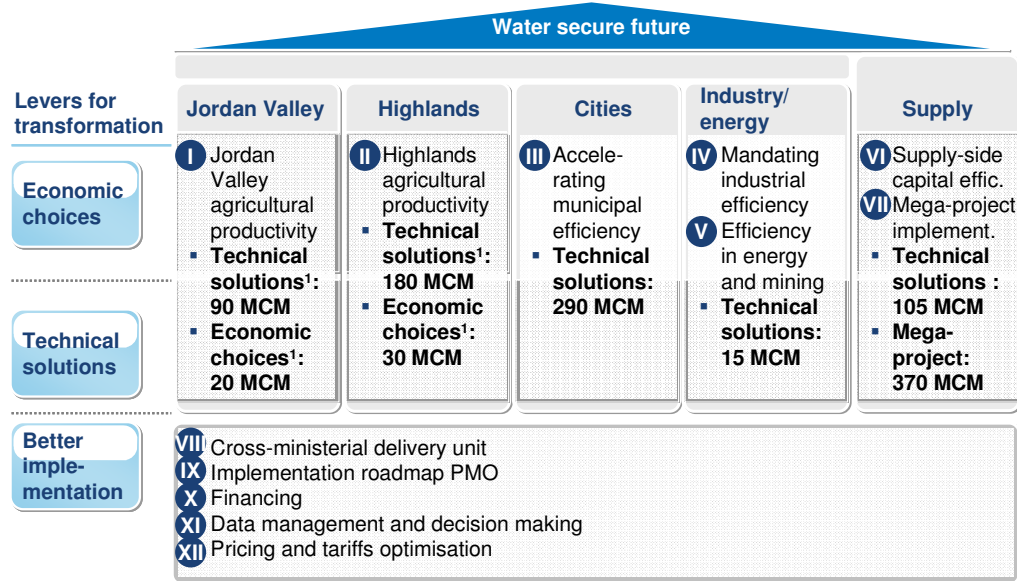 Water secure future
Levers for
transformation
Jordan Valley
Highlands
Cities
Industry/
energy
Supply
Economic
choices
Technical
solutions
Better
imple-
mentation
I Jordan
Valley
agricultural
productivity
▪ Technical
solutions¹:
90 MCM
▪ Economic
choices¹:
20 MCM
II Highlands
agricultural
productivity
▪ Technical
solutions¹:
180 MCM
▪ Economic
choices¹:
30 MCM
III Accele-
rating
municipal
efficiency
▪ Technical
solutions:
290 MCM
IV Mandating
industrial
efficiency
V Efficiency
in energy
and mining
▪ Technical
solutions:
15 MCM
VI Supply-side
capital effic.
VII Mega-project
implement.
▪ Technical
solutions :
105 MCM
▪ Mega-
project:
370 MCM
VIII Cross-ministerial delivery unit
IX Implementation roadmap PMO
X Financing
XI Data management and decision making
XII Pricing and tariffs optimisation